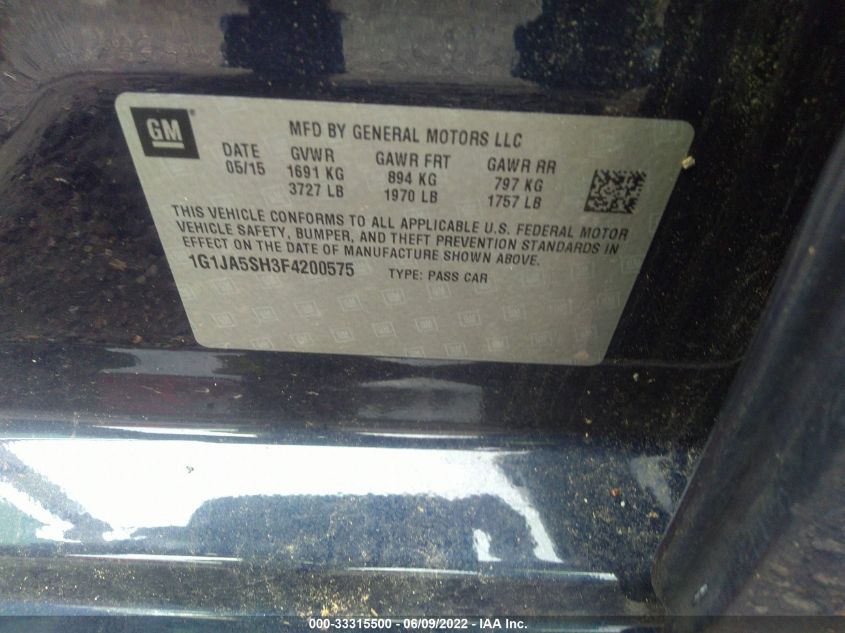 GM
MFD BY GENERAL MOTORS LLC
DATE GVWR GAWR FRT GAWR RR
05/15 1691 KG 894 KG 797 KG
3727 LB 1970 LB 1757 LB
THIS VEHICLE CONFORMS TO ALL APPLICABLE U.S. FEDERAL MOTOR
VEHICLE SAFETY, BUMPER, AND THEFT PREVENTION STANDARDS IN
EFFECT ON THE DATE OF MANUFACTURE SHOWN ABOVE.
1G1JA5SH3F4200575 TYPE: PASS CAR
000-33315500 - 06/09/2022 - IAA Inc.